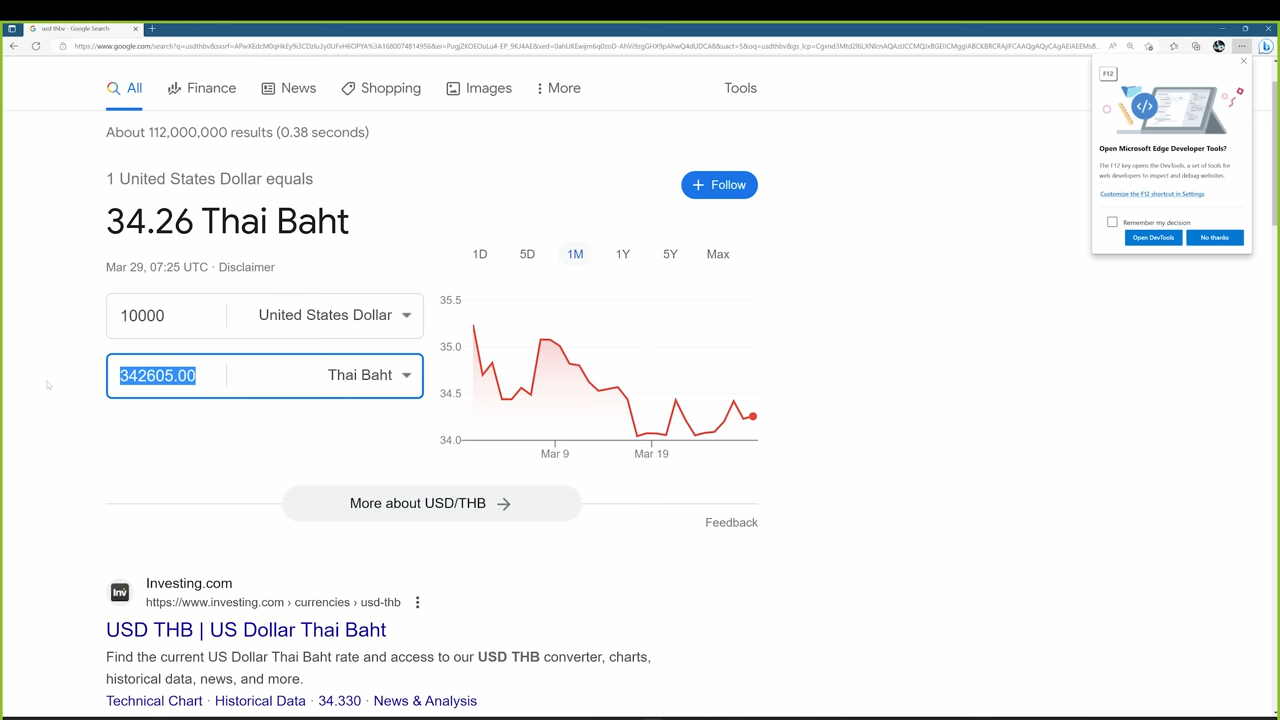 usd thbv - Google Search
All
Finance
News
Shopping
Images
More
Tools
About 112,000,000 results (0.38 seconds)
1 United States Dollar equals
34.26 Thai Baht
Mar 29, 07:25 UTC · Disclaimer
Follow
1D 5D 1M 1Y 5Y Max
10000 United States Dollar
342605.00 Thai Baht
35.5
35.0
34.5
34.0
Mar 9 Mar 19
More about USD/THB
Feedback
Investing.com
https://www.investing.com › currencies › usd-thb
USD THB | US Dollar Thai Baht
Find the current US Dollar Thai Baht rate and access to our USD THB converter, charts,
historical data, news, and more.
Technical Chart · Historical Data · 34.330 · News & Analysis
F12
Open Microsoft Edge Developer Tools?
The F12 key opens the DevTools, a set of tools for
web developers to inspect and debug websites.
Customize the F12 shortcut in Settings
Remember my decision
Open DevTools
No thanks